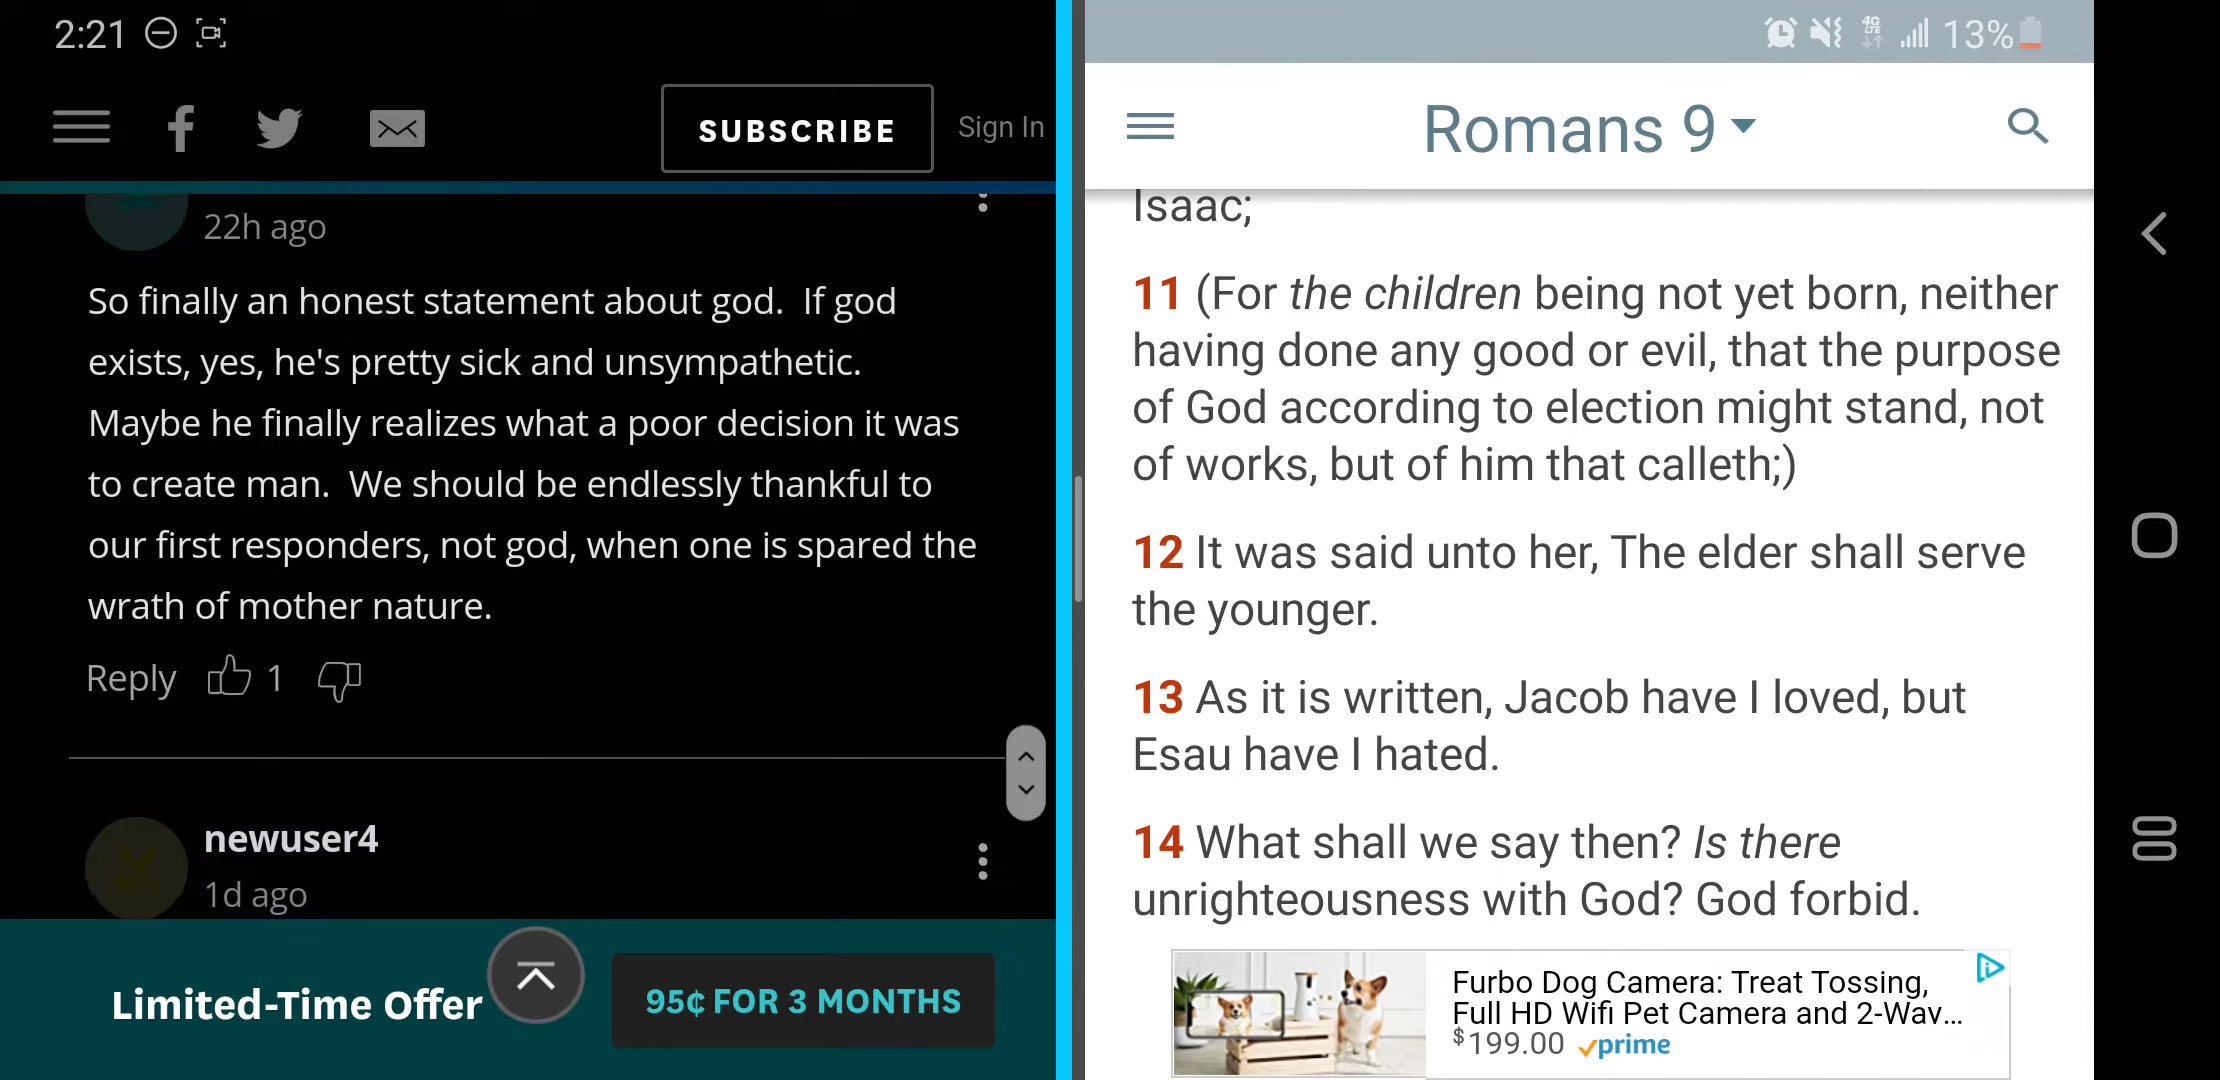 2:21
SUBSCRIBE
Sign In
22h ago
So finally an honest statement about god.  If god
exists, yes, he's pretty sick and unsympathetic.
Maybe he finally realizes what a poor decision it was
to create man.  We should be endlessly thankful to
our first responders, not god, when one is spared the
wrath of mother nature.
Reply 1
newuser4
1d ago
Limited-Time Offer
95¢ FOR 3 MONTHS
4G LTE 13%
Romans 9
Isaac;
11 (For the children being not yet born, neither
having done any good or evil, that the purpose
of God according to election might stand, not
of works, but of him that calleth;)
12 It was said unto her, The elder shall serve
the younger.
13 As it is written, Jacob have I loved, but
Esau have I hated.
14 What shall we say then? Is there
unrighteousness with God? God forbid.
Furbo Dog Camera: Treat Tossing,
Full HD Wifi Pet Camera and 2-Wav...
$199.00 prime